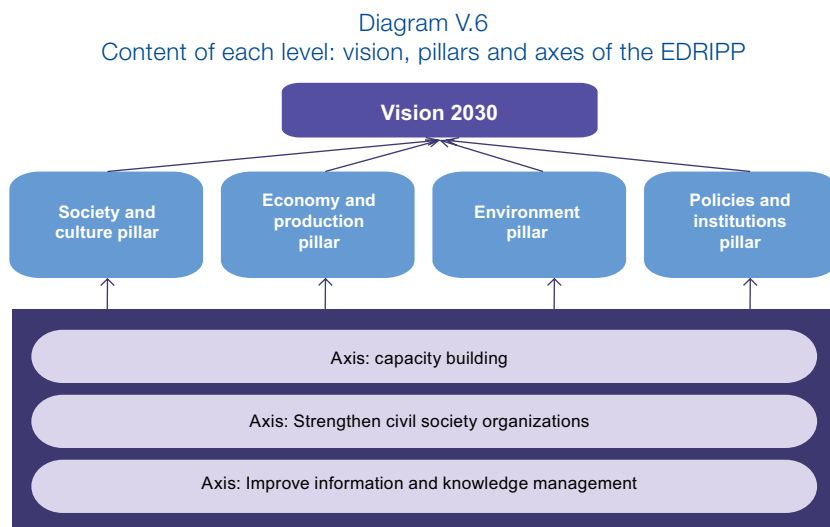 Diagram V.6
Content of each level: vision, pillars and axes of the EDRIPP
Vision 2030
Society and
culture pillar
Economy and
production
pillar
Environment
pillar
Policies and
institutions
pillar
Axis: capacity building
Axis: Strengthen civil society organizations
Axis: Improve information and knowledge management